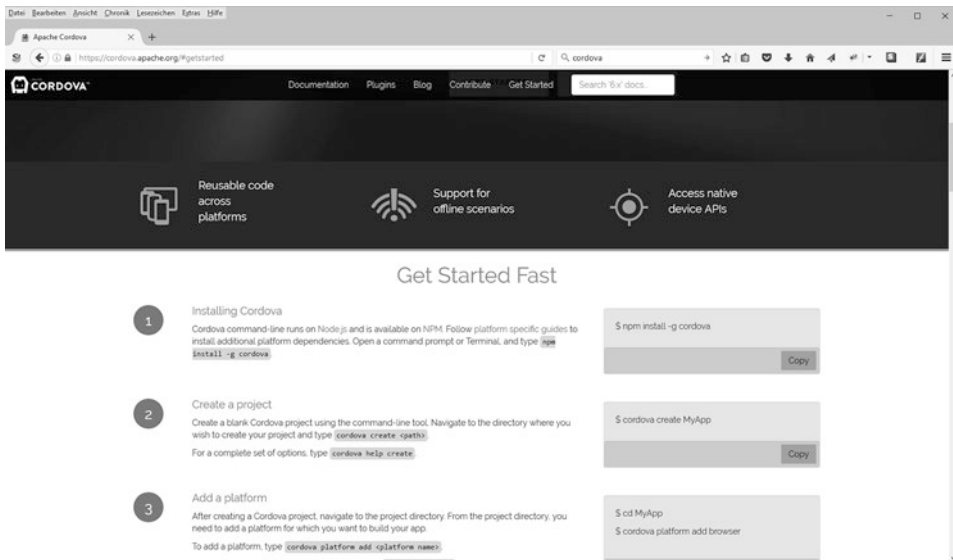 Datei Bearbeiten Ansicht Chronik Lesezeichen Extras Hilfe
Apache Cordova
https://cordova.apache.org/#getstarted
cordova
CORDOVA™
Documentation Plugins Blog Contribute Get Started Search '6.x' docs...
Reusable code
across
platforms
Support for
offline scenarios
Access native
device APIs
Get Started Fast
1
Installing Cordova
Cordova command-line runs on Node.js and is available on NPM. Follow platform specific guides to
install additional platform dependencies. Open a command prompt or Terminal, and type npm
install -g cordova.
$ npm install -g cordova
Copy
2
Create a project
Create a blank Cordova project using the command-line tool. Navigate to the directory where you
wish to create your project and type cordova create <path>.
For a complete set of options, type cordova help create.
$ cordova create MyApp
Copy
3
Add a platform
After creating a Cordova project, navigate to the project directory. From the project directory, you
need to add a platform for which you want to build your app.
To add a platform, type cordova platform add <platform name>.
$ cd MyApp
$ cordova platform add browser